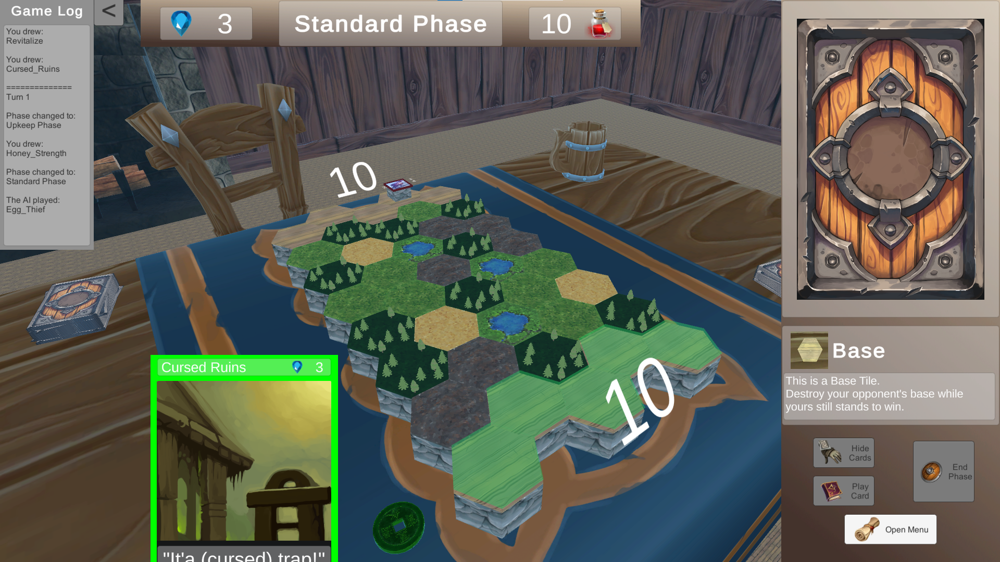 Game Log
<
You drew:
Revitalize
You drew:
Cursed_Ruins
==============
Turn 1
Phase changed to:
Upkeep Phase
You drew:
Honey_Strength
Phase changed to:
Standard Phase
The AI played:
Egg_Thief
3
Standard Phase
10
10
10
Cursed Ruins
3
"It'a (cursed) trap!"
Base
This is a Base Tile.
Destroy your opponent's base while
yours still stands to win.
Hide
Cards
Play
Card
End
Phase
Open Menu